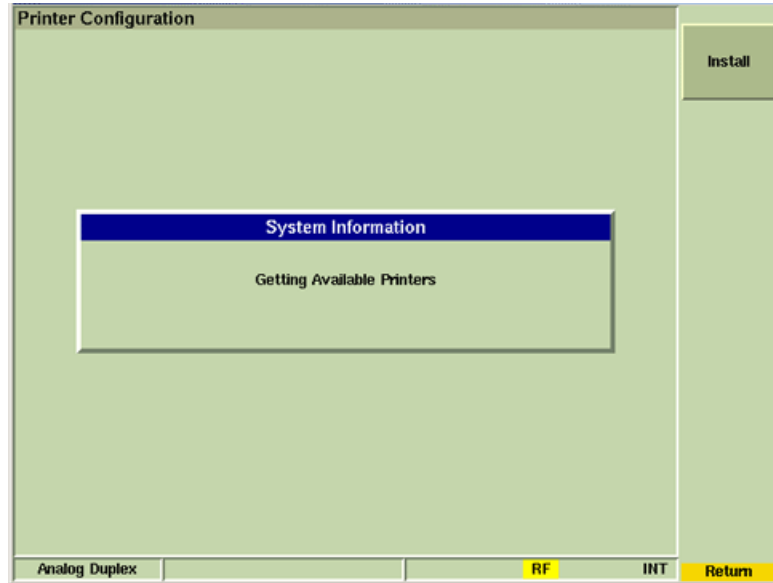 Printer Configuration
Install
System Information
Getting Available Printers
Analog Duplex
RF
INT
Return